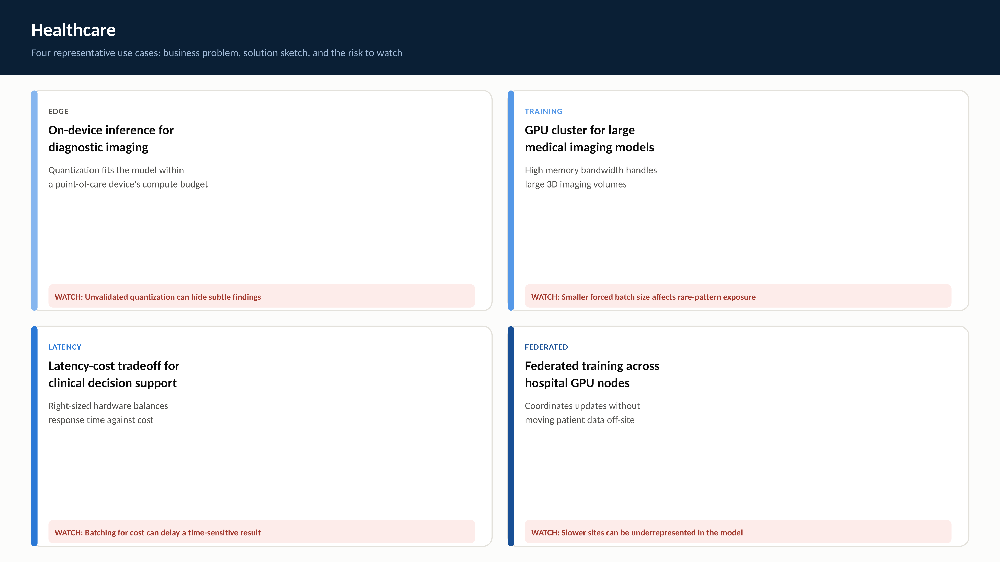 Healthcare
Four representative use cases: business problem, solution sketch, and the risk to watch
EDGE
On-device inference for
diagnostic imaging
Quantization fits the model within
a point-of-care device's compute budget
WATCH: Unvalidated quantization can hide subtle findings
TRAINING
GPU cluster for large
medical imaging models
High memory bandwidth handles
large 3D imaging volumes
WATCH: Smaller forced batch size affects rare-pattern exposure
LATENCY
Latency-cost tradeoff for
clinical decision support
Right-sized hardware balances
response time against cost
WATCH: Batching for cost can delay a time-sensitive result
FEDERATED
Federated training across
hospital GPU nodes
Coordinates updates without
moving patient data off-site
WATCH: Slower sites can be underrepresented in the model